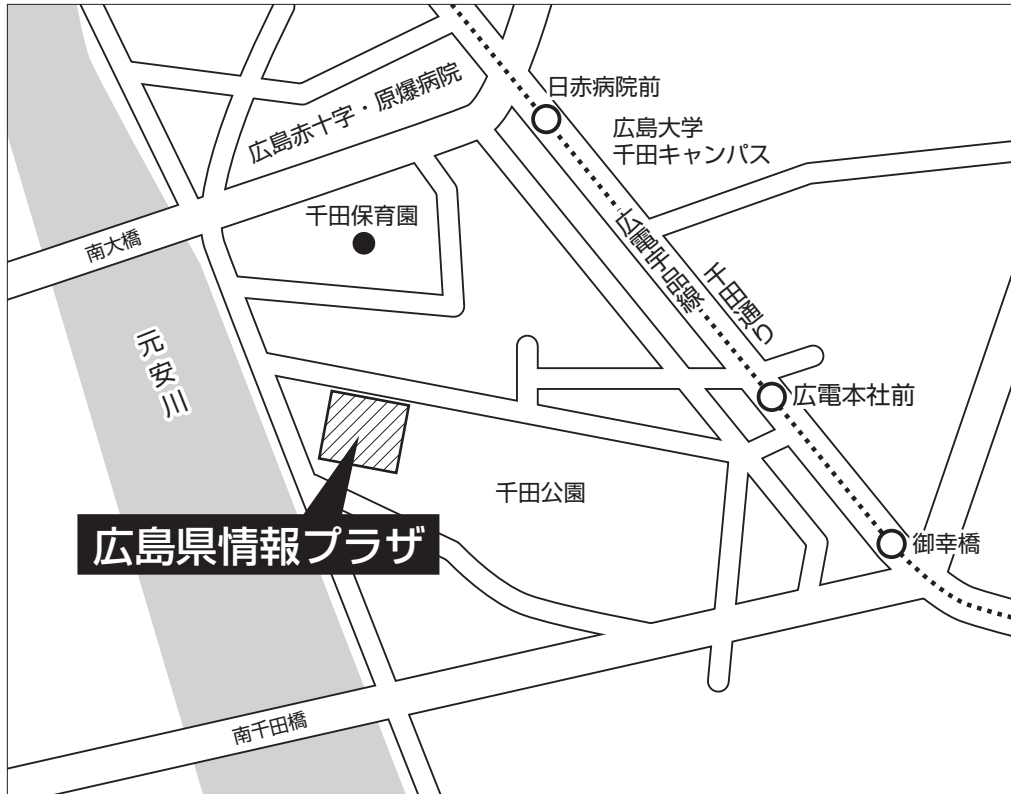 日赤病院前
広島大学
千田キャンパス
広島赤十字・原爆病院
千田保育園
南大橋
広電宇品線
千田通り
元安川
広電本社前
千田公園
広島県情報プラザ
御幸橋
南千田橋